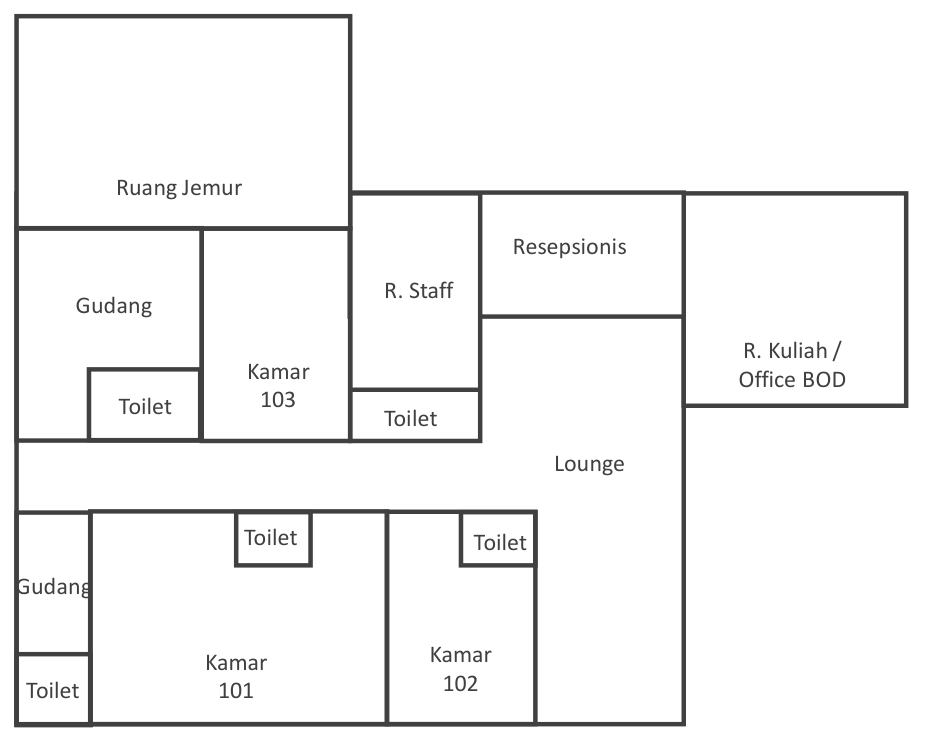 Ruang Jemur
Resepsionis
R. Staff
Gudang
R. Kuliah /
Office BOD
Kamar
103
Toilet
Toilet
Lounge
Toilet
Toilet
Gudang
Kamar
101
Kamar
102
Toilet